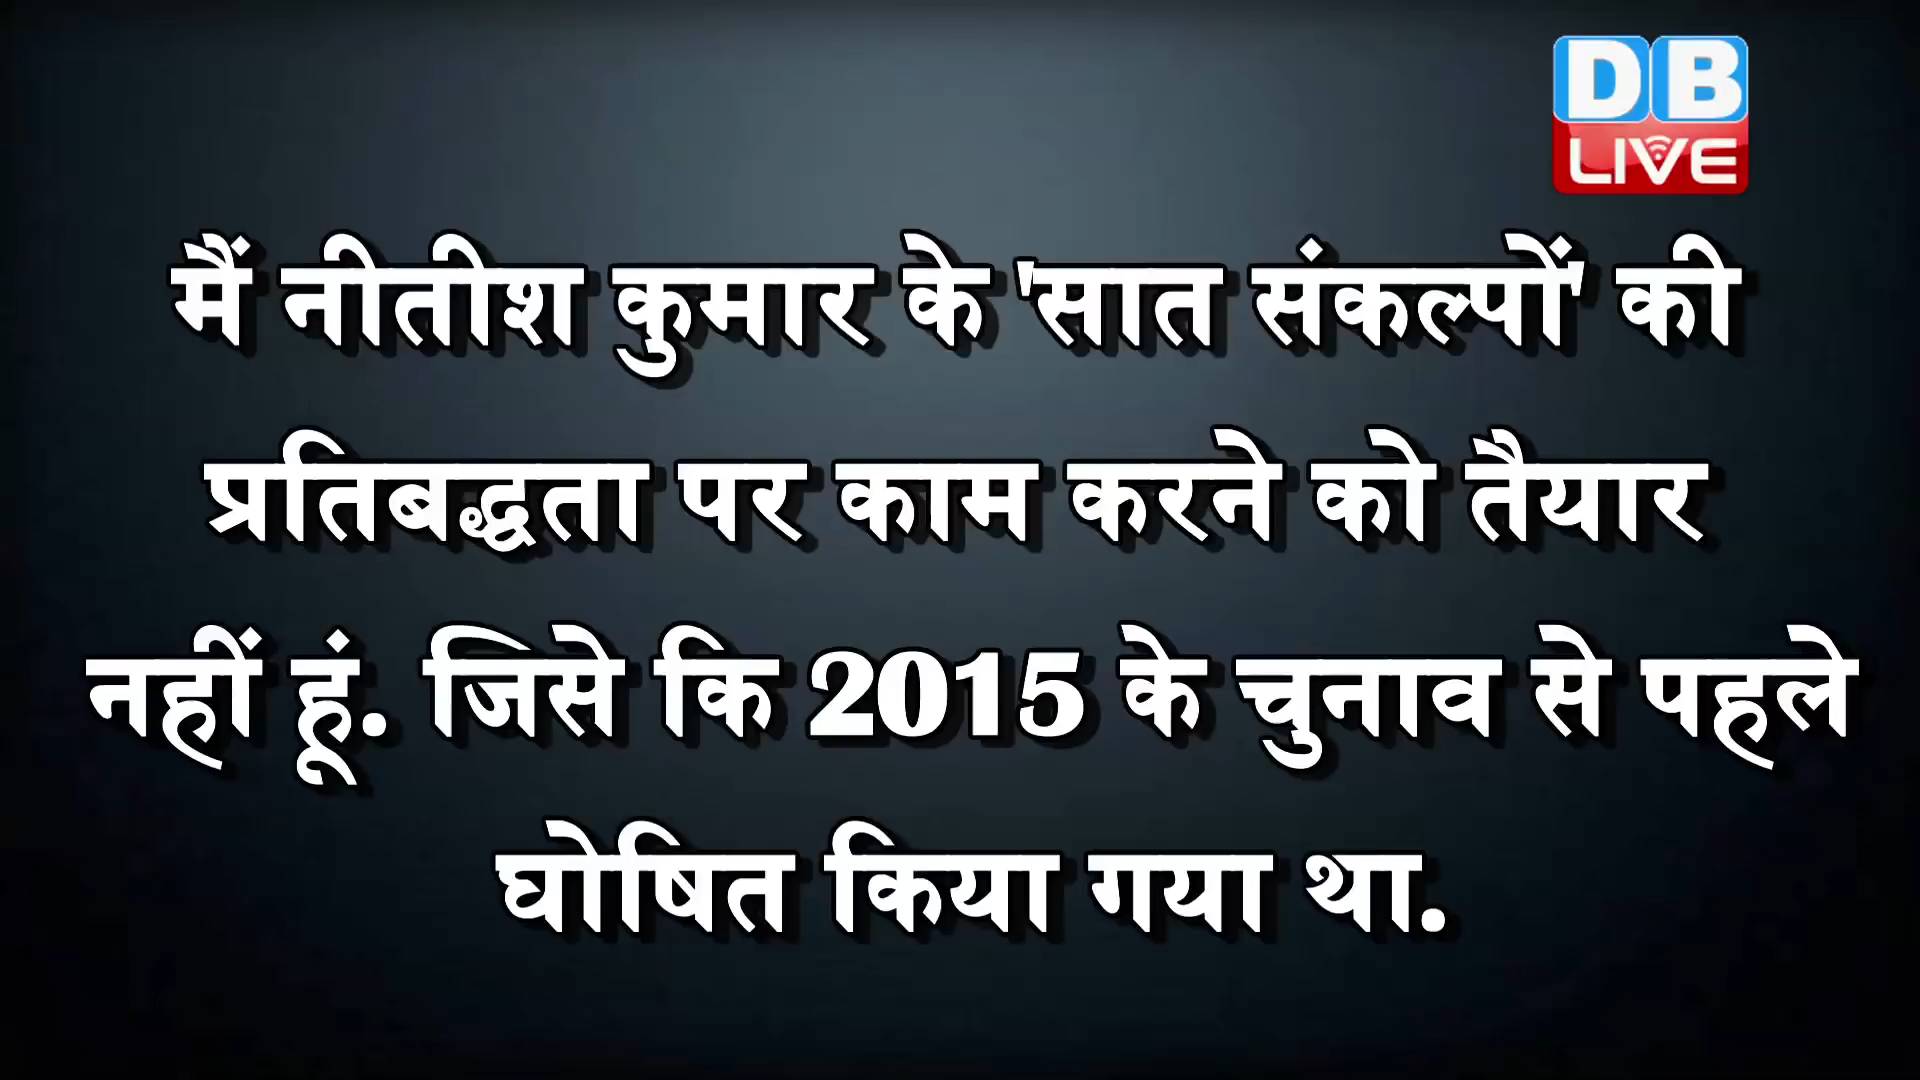 DB
LIVE
मैं नीतीश कुमार के 'सात संकल्पों' की
प्रतिबद्धता पर काम करने को तैयार
नहीं हूं. जिसे कि 2015 के चुनाव से पहले
घोषित किया गया था.